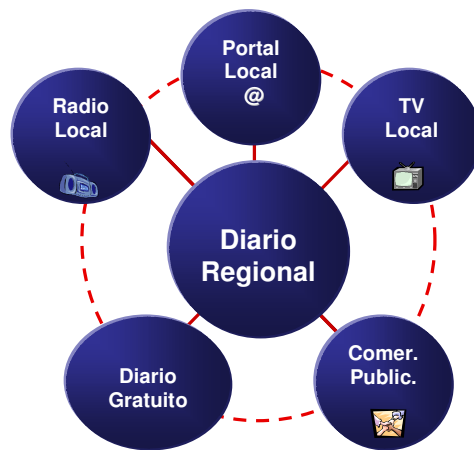 Portal
Local
@
Radio
Local
TV
Local
Diario
Regional
Diario
Gratuito
Comer.
Public.